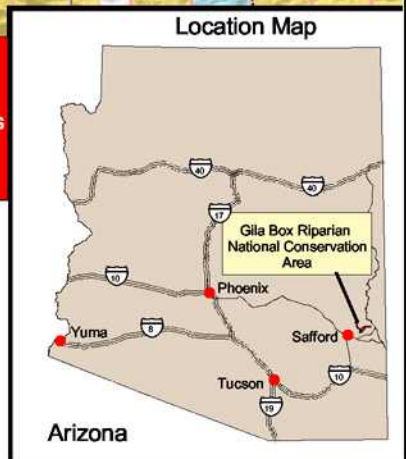 Location Map
S
40
40
17
Gila Box Riparian
National Conservation
Area
10
Phoenix
Yuma
8
Safford
Tucson
10
19
Arizona